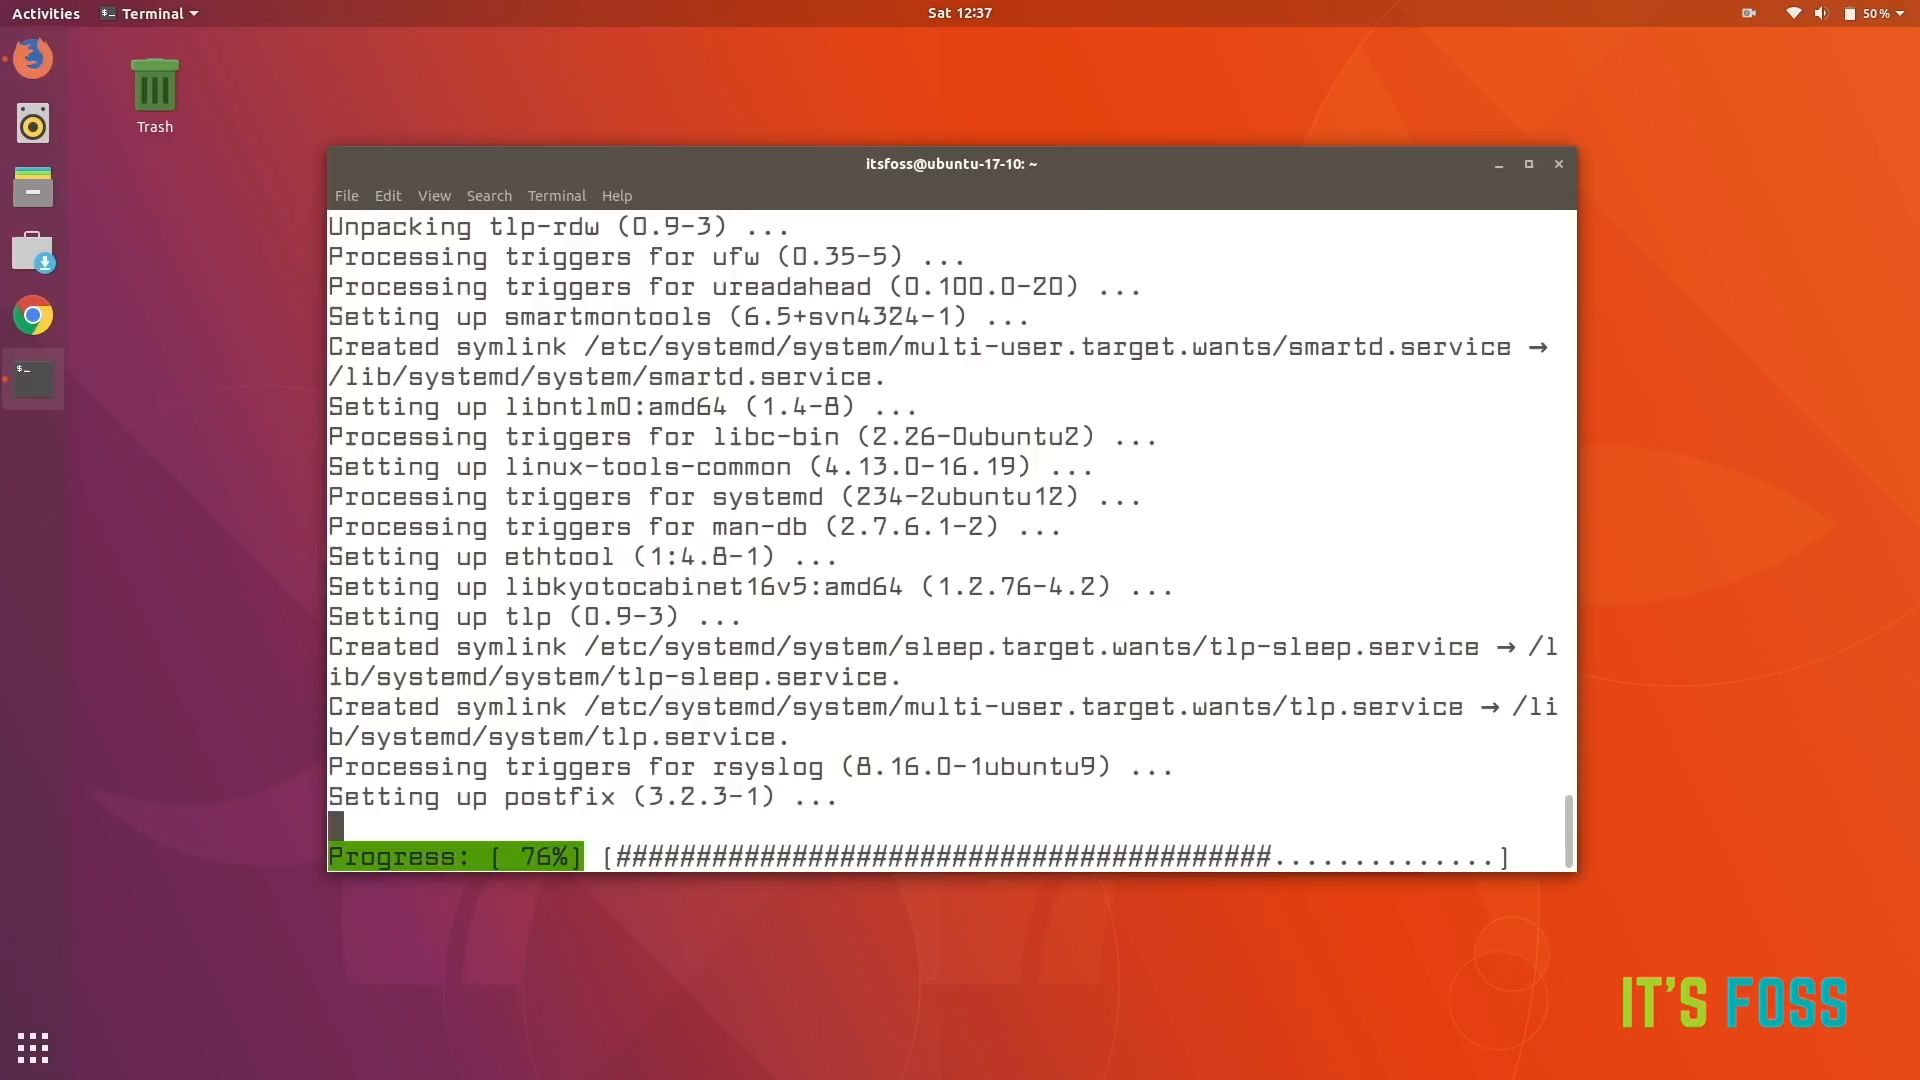 Activities
Terminal
Sat 12:37
50 %
Trash
itsfoss@ubuntu-17-10: ~
File Edit View Search Terminal Help
Unpacking tlp-rdw (0.9-3) ...
Processing triggers for ufw (0.35-5) ...
Processing triggers for ureadahead (0.100.0-20) ...
Setting up smartmontools (6.5+svn4324-1) ...
Created symlink /etc/systemd/system/multi-user.target.wants/smartd.service →
/lib/systemd/system/smartd.service.
Setting up libntlm0:amd64 (1.4-8) ...
Processing triggers for libc-bin (2.26-0ubuntu2) ...
Setting up linux-tools-common (4.13.0-16.19) ...
Processing triggers for systemd (234-2ubuntu12) ...
Processing triggers for man-db (2.7.6.1-2) ...
Setting up ethtool (1:4.8-1) ...
Setting up libkyotocabinet16v5:amd64 (1.2.76-4.2) ...
Setting up tlp (0.9-3) ...
Created symlink /etc/systemd/system/sleep.target.wants/tlp-sleep.service → /l
ib/systemd/system/tlp-sleep.service.
Created symlink /etc/systemd/system/multi-user.target.wants/tlp.service → /li
b/systemd/system/tlp.service.
Processing triggers for rsyslog (8.16.0-1ubuntu9) ...
Setting up postfix (3.2.3-1) ...
Progress: [ 76%] [#########################################..............]
IT'S FOSS